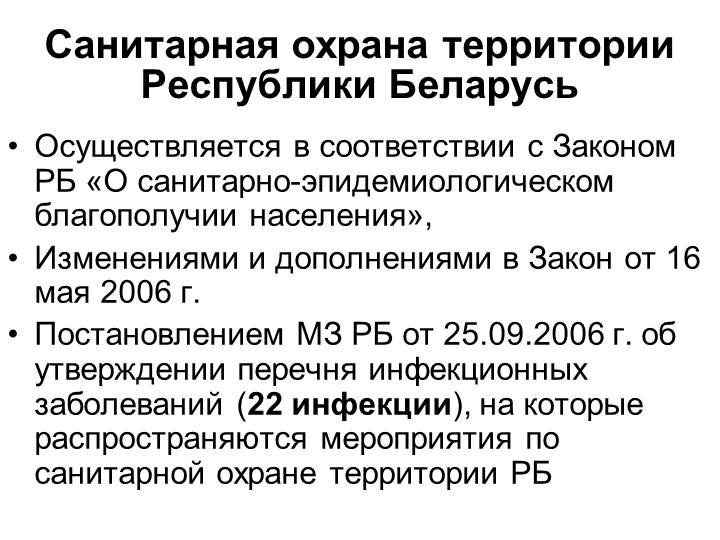 Санитарная охрана территории
Республики Беларусь
• Осуществляется в соответствии с Законом
РБ «О санитарно-эпидемиологическом
благополучии населения»,
• Изменениями и дополнениями в Закон от 16
мая 2006 г.
• Постановлением МЗ РБ от 25.09.2006 г. об
утверждении перечня инфекционных
заболеваний (22 инфекции), на которые
распространяются мероприятия по
санитарной охране территории РБ